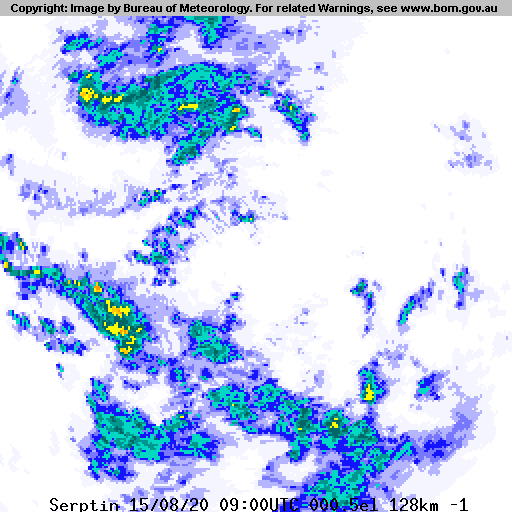 Copyright: Image by Bureau of Meteorology. For related Warnings, see www.bom.gov.au
Serptin 15/08/20 09:00UTC 000.5el 128km -1